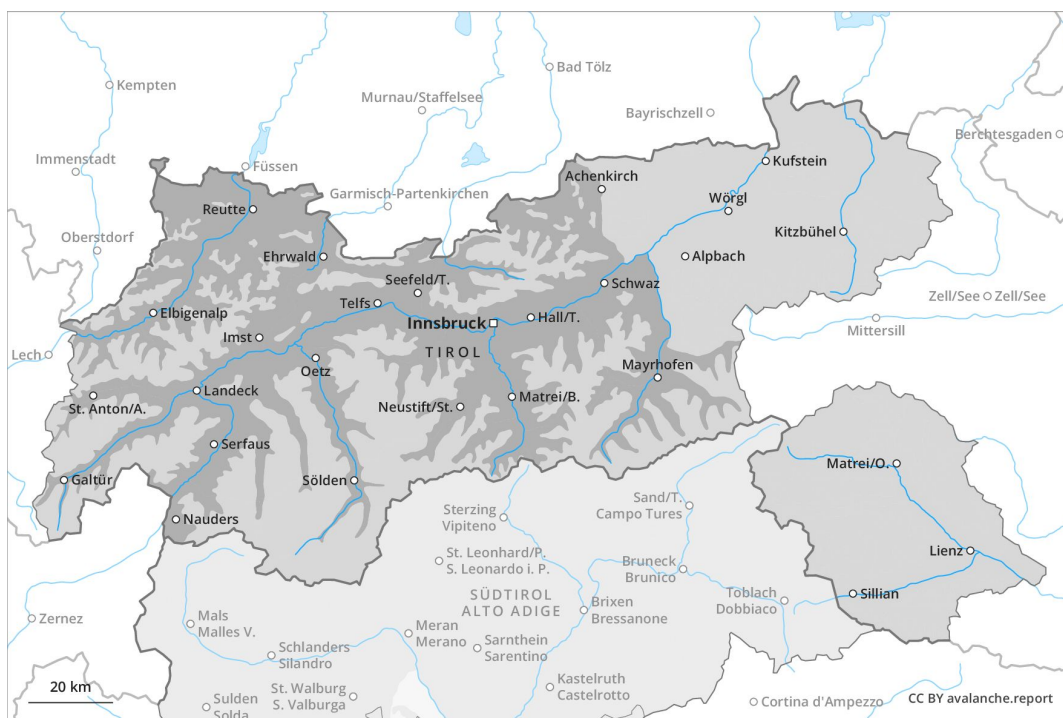 Kempten
Bad Tölz
Murnau/Staffelsee
Bayrischzell
Berchtesgaden
Immenstadt
Füssen
Kufstein
Achenkirch
Garmisch-Partenkirchen
Reutte
Wörgl
Kitzbühel
Oberstdorf
Ehrwald
Alpbach
Seefeld/T.
Schwaz
Zell/See
Zell/See
Telfs
Elbigenalp
Innsbruck
Hall/T.
Mittersill
Imst
Lech
TIROL
Oetz
Mayrhofen
Landeck
St. Anton/A.
Neustift/St.
Matrei/B.
Serfaus
Matrei/O.
Galtür
Sölden
Sand/T.
Campo Tures
Nauders
Sterzing
Vipiteno
Lienz
St. Leonhard/P.
S. Leonardo i. P.
Bruneck
Brunico
SÜDTIROL
ALTO ADIGE
Sillian
Toblach
Dobbiaco
Brixen
Bressanone
Mals
Malles V.
Zernez
Meran
Merano
Sarnthein
Sarentino
Schlanders
Silandro
Kastelruth
Castelrotto
20 km
St. Walburg
S. Valburga
Sulden
Solda
Cortina d'Ampezzo
CC BY avalanche.report